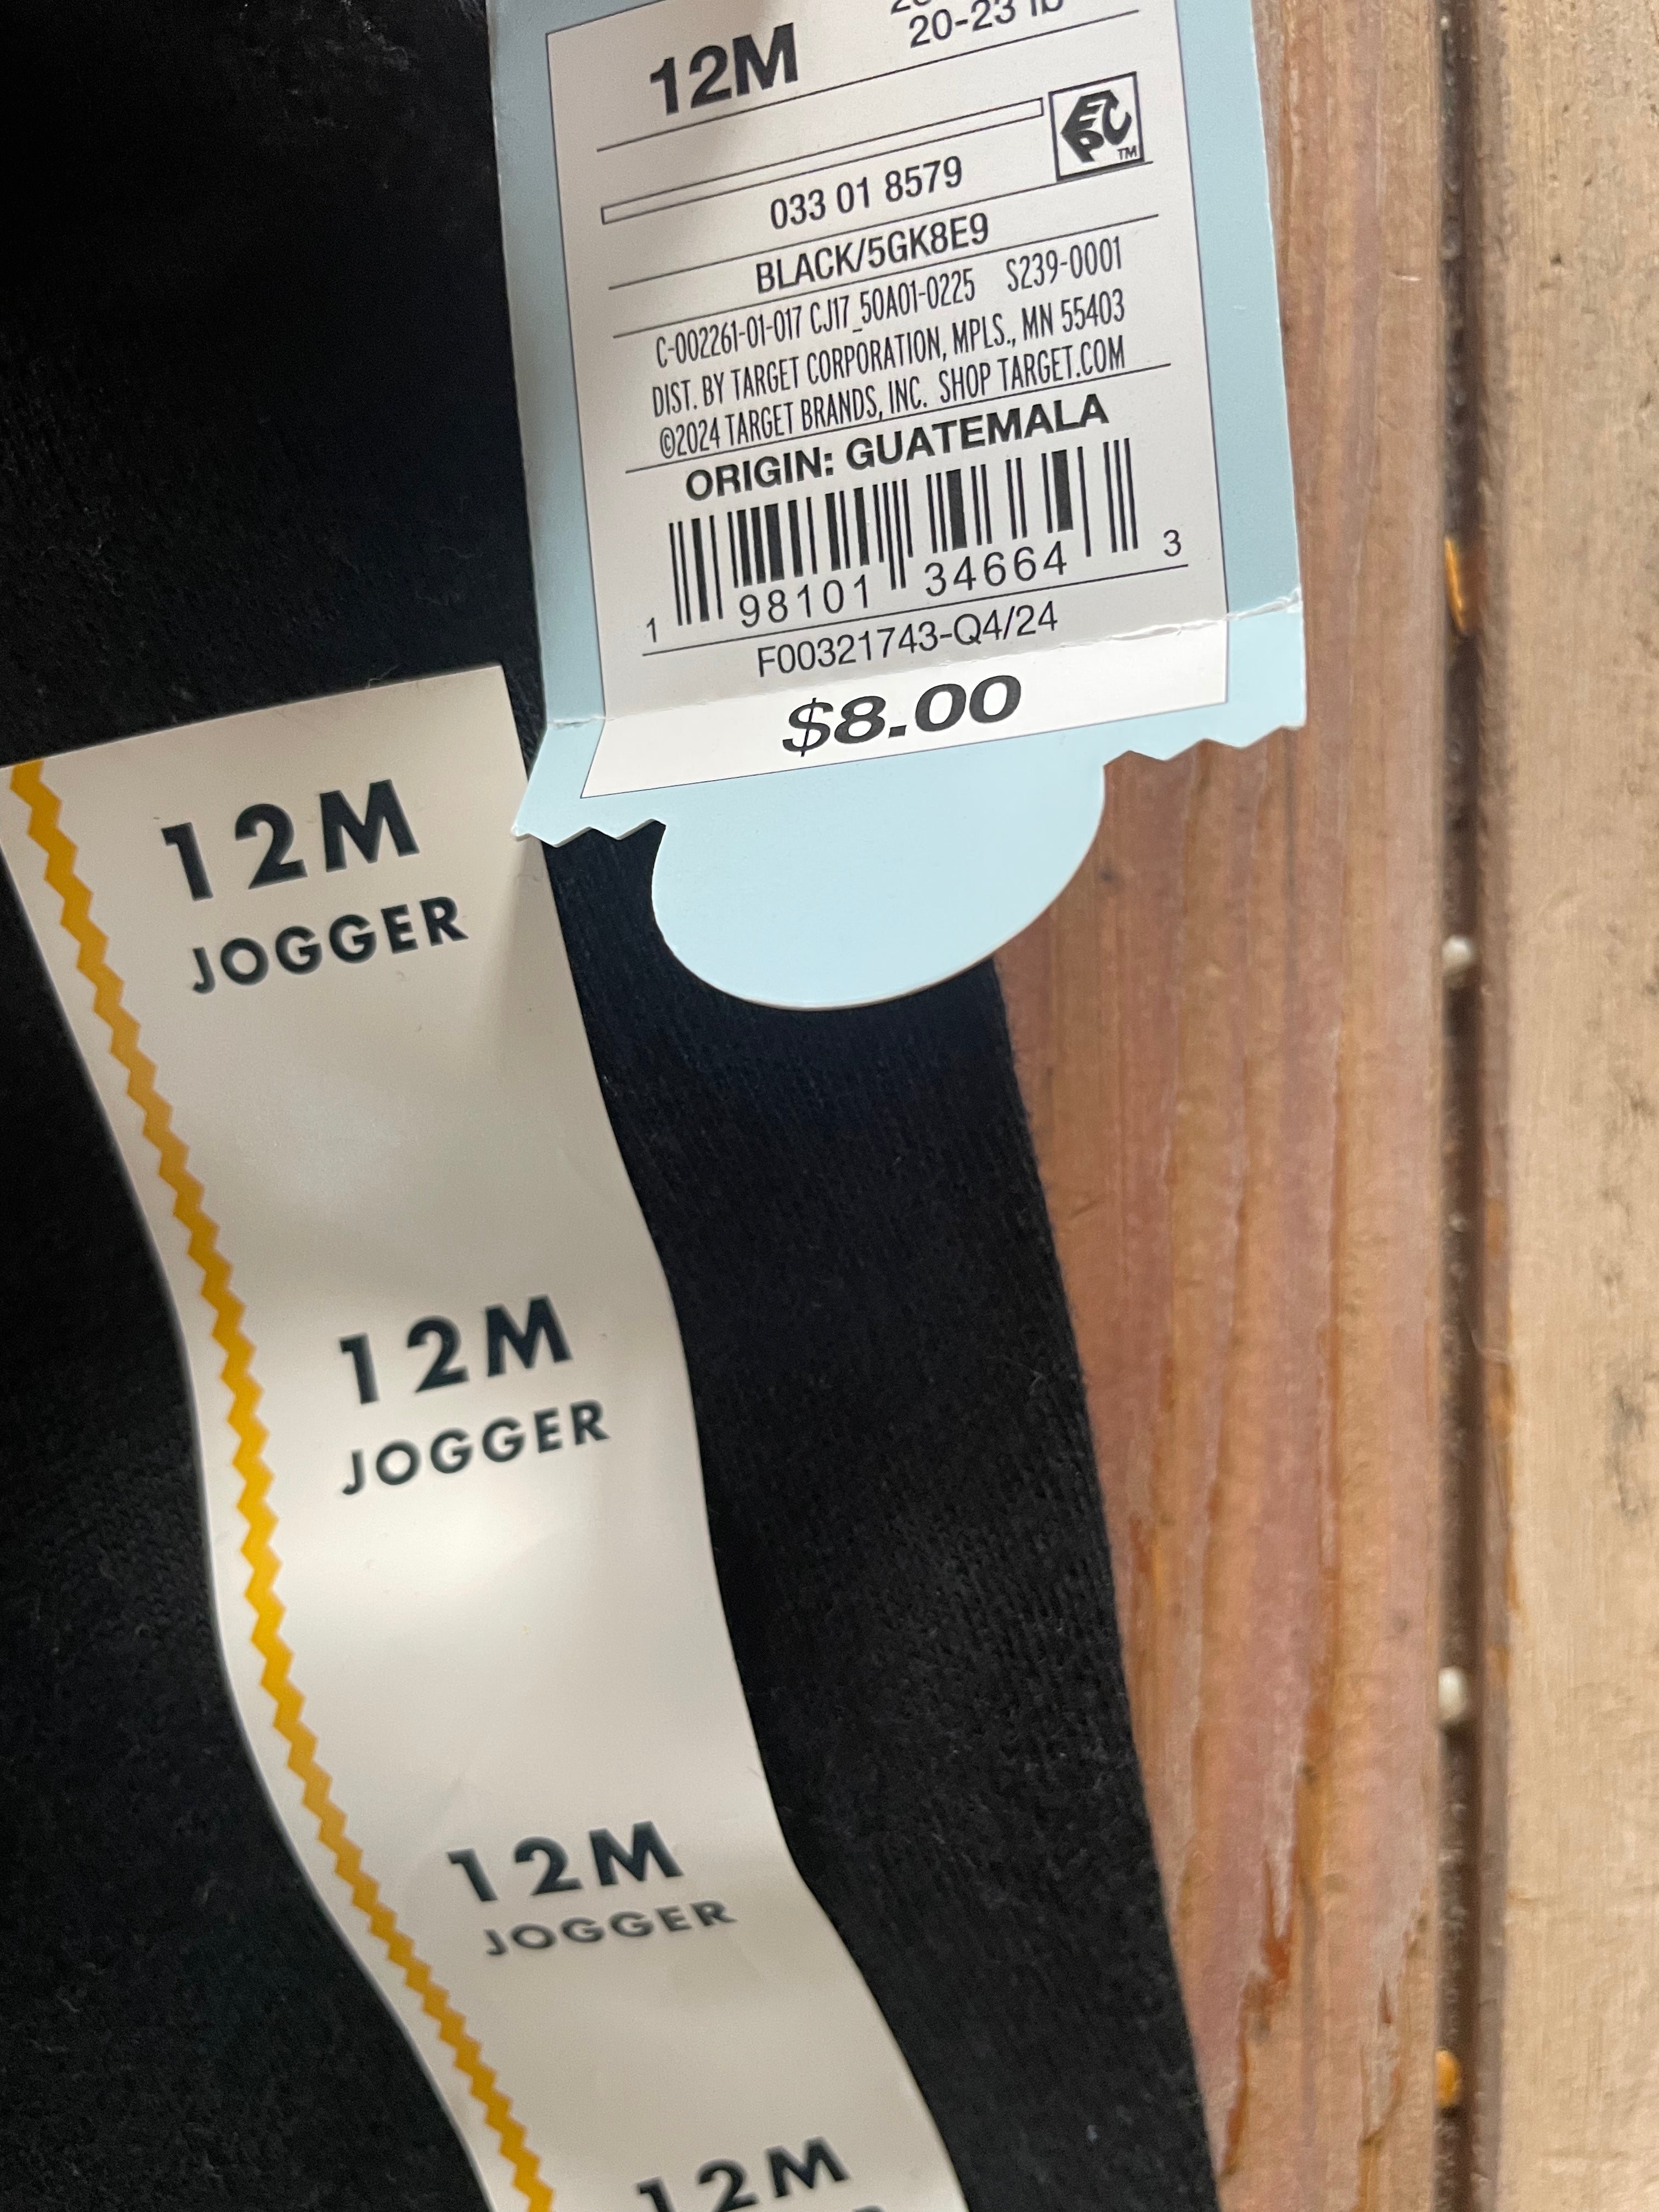 12M
20-23 lb
EPC
TM
033 01 8579
BLACK/5GK8E9
C-002261-01-017 CJ17_50A01-0225 S239-0001
DIST. BY TARGET CORPORATION, MPLS., MN 55403
©2024 TARGET BRANDS, INC. SHOP TARGET.COM
ORIGIN: GUATEMALA
1 98101 34664 3
F00321743-Q4/24
$8.00
12M
JOGGER
12M
JOGGER
12M
JOGGER
12M